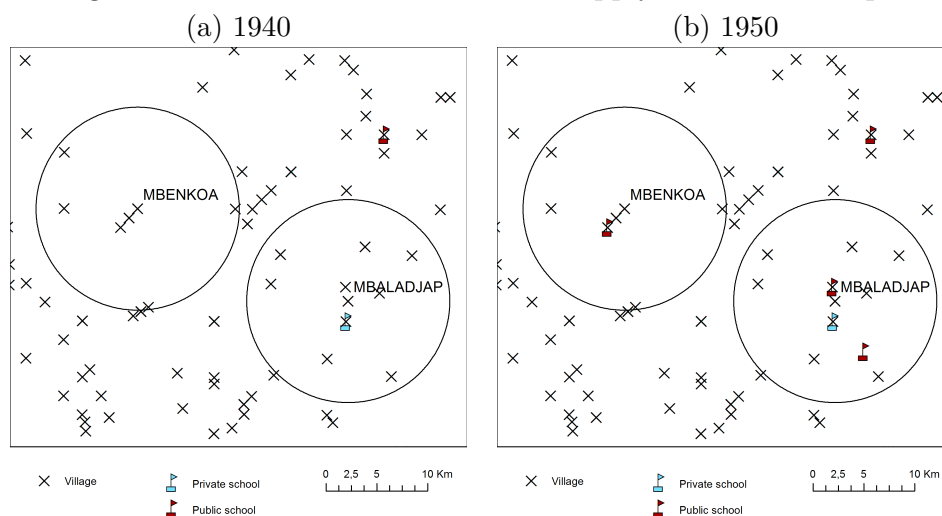 (a) 1940
(b) 1950
MBENKOA
MBALADJAP
MBENKOA
MBALADJAP
Village
Private school
Public school
0 2,5 5 10 Km
Village
Private school
Public school
0 2,5 5 10 Km